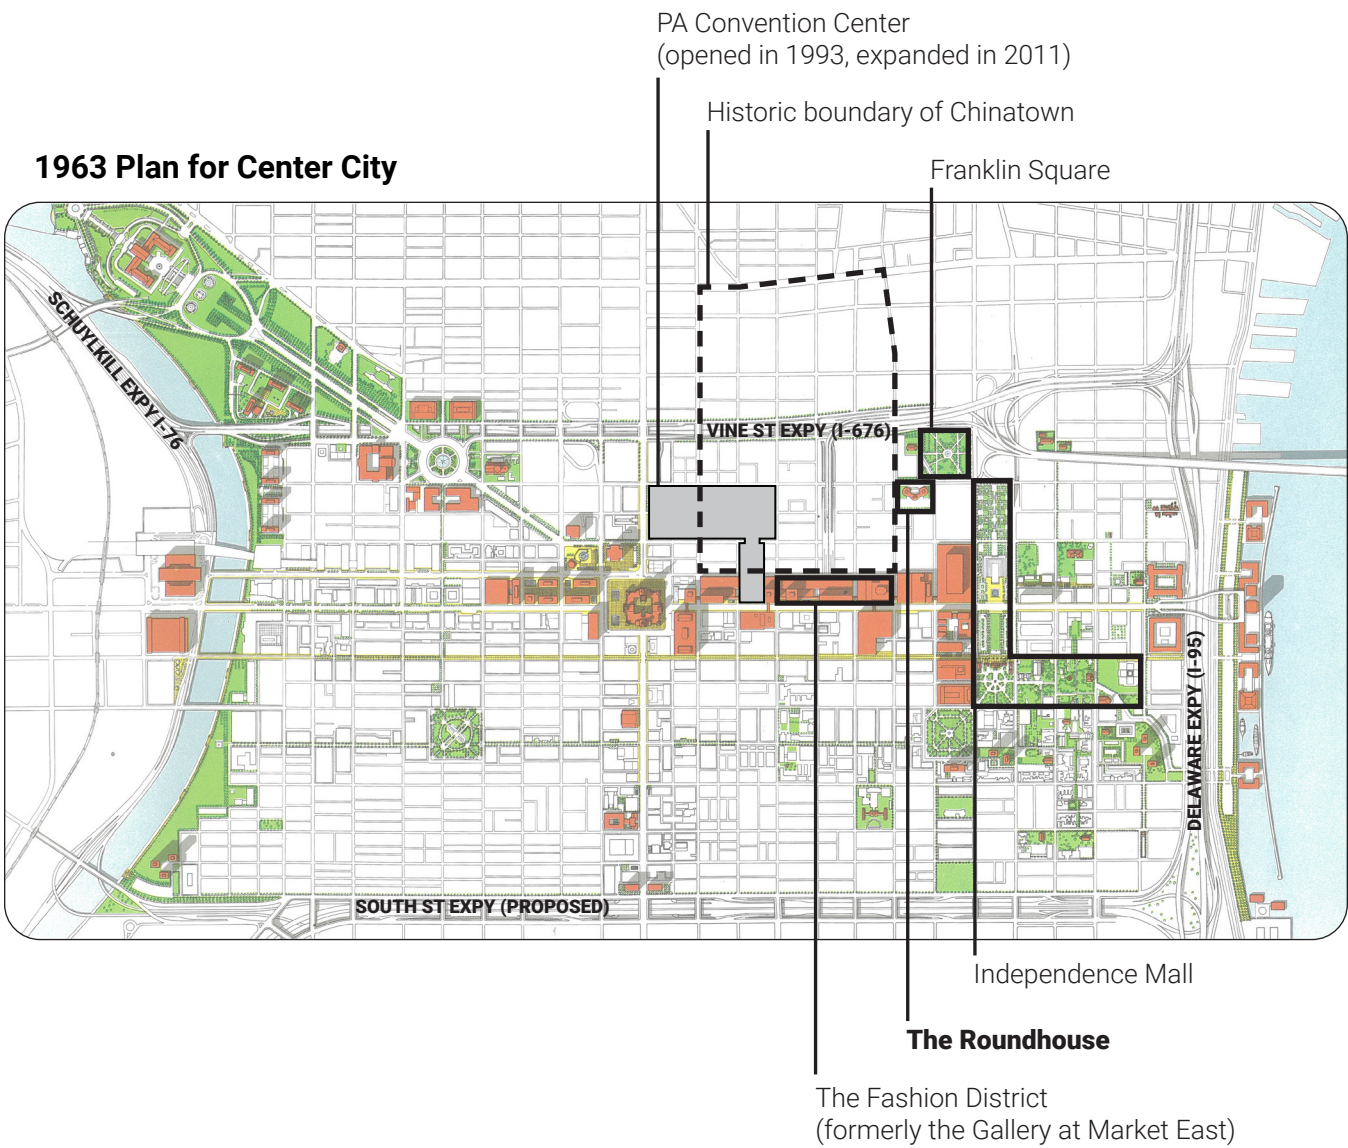 PA Convention Center
(opened in 1993, expanded in 2011)
Historic boundary of Chinatown
1963 Plan for Center City
Franklin Square
SCHUYLKILL EXPY I-76
VINE ST EXPY (I-676)
DELAWARE EXPY (I-95)
SOUTH ST EXPY (PROPOSED)
Independence Mall
The Roundhouse
The Fashion District
(formerly the Gallery at Market East)